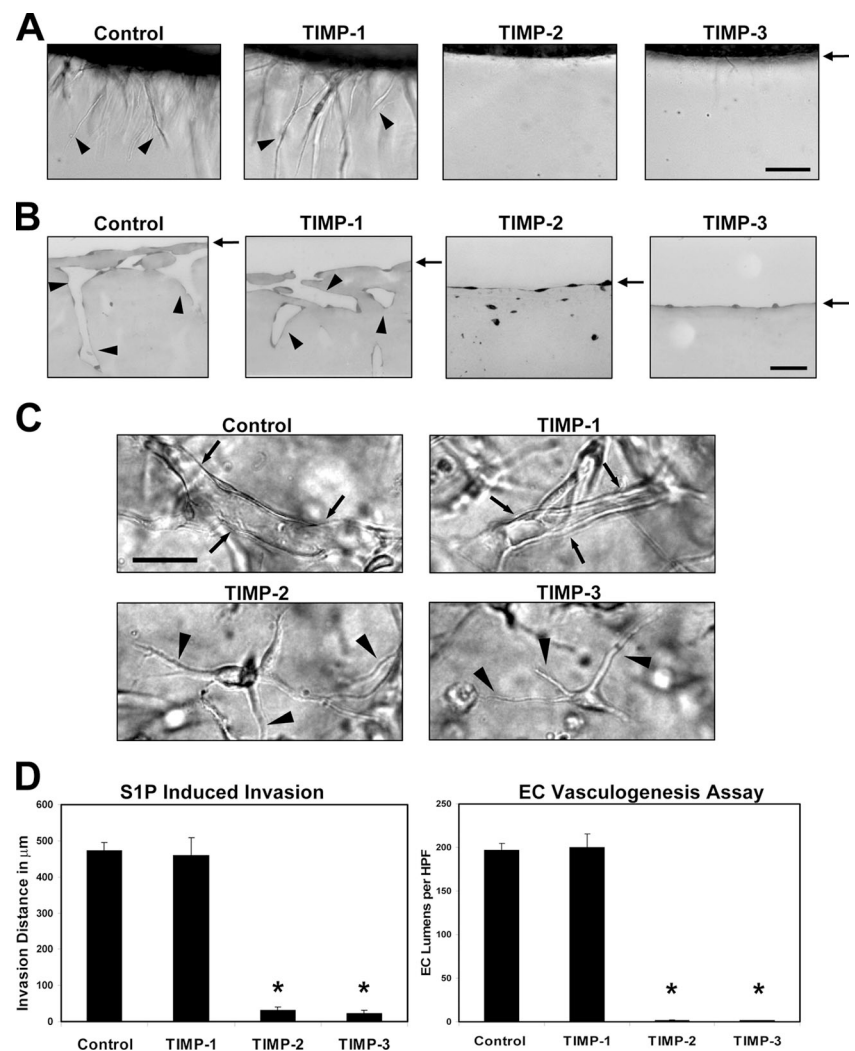 A
Control TIMP-1 TIMP-2 TIMP-3
B
Control TIMP-1 TIMP-2 TIMP-3
C
Control TIMP-1
TIMP-2 TIMP-3
D
S1P Induced Invasion
Invasion Distance in μm
600
500
400
300
200
100
0
* *
Control TIMP-1 TIMP-2 TIMP-3
EC Vasculogenesis Assay
EC Lumens per HPF
250
200
150
100
50
0
* *
Control TIMP-1 TIMP-2 TIMP-3